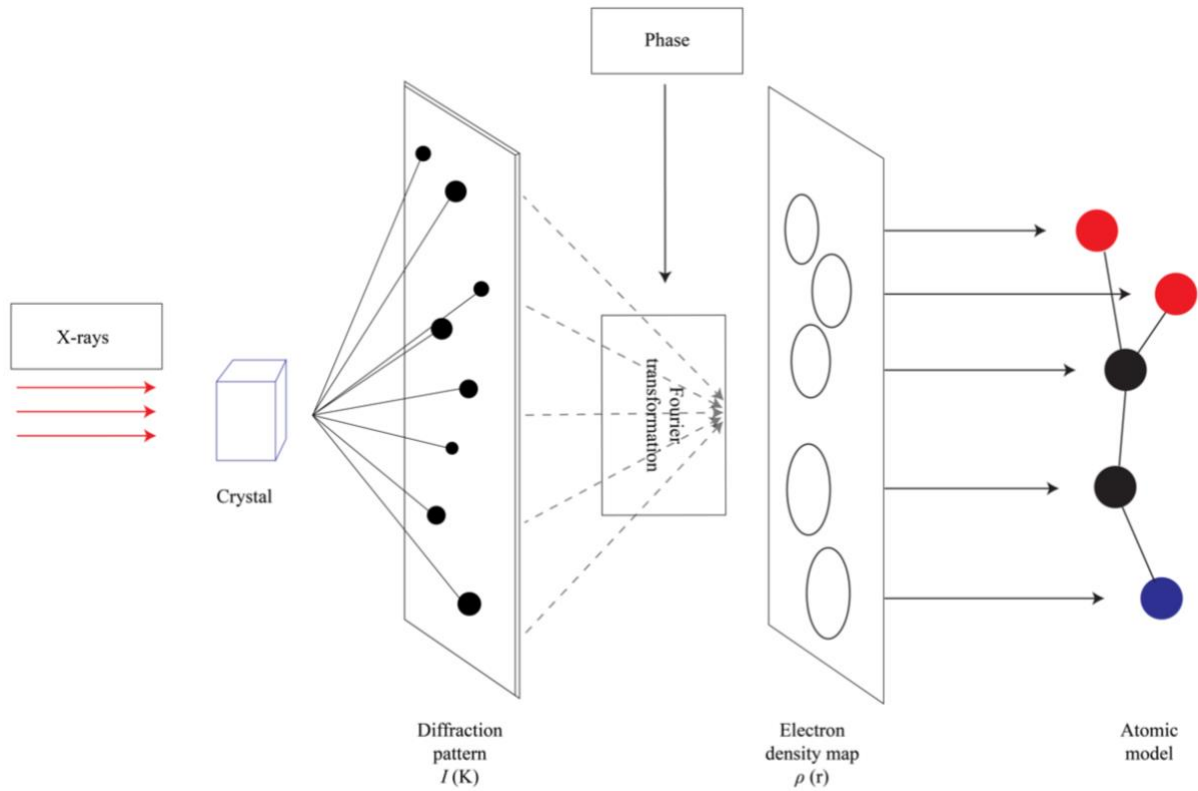 Phase
X-rays
Crystal
Fourier
transformation
Diffraction
pattern
I (K)
Electron
density map
ρ (r)
Atomic
model